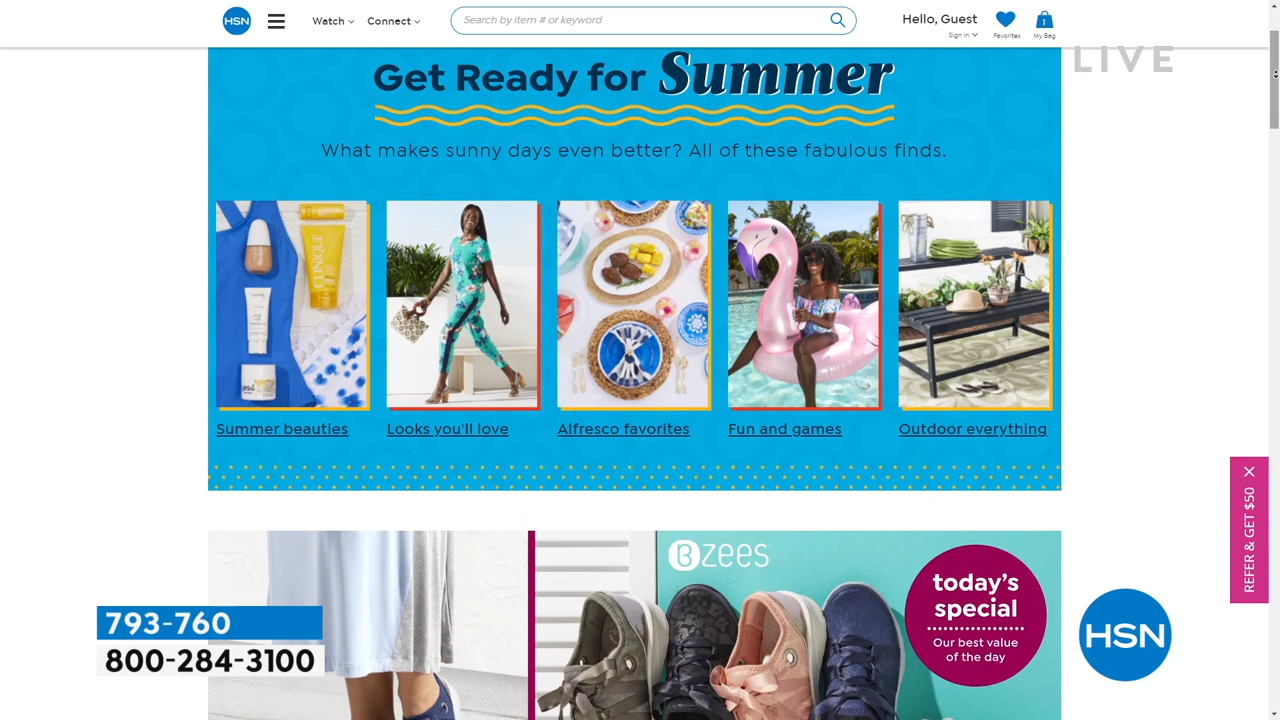 HSN
Watch
Connect
Search by item # or keyword
Hello, Guest
Sign In
Favorites
1
My Bag
LIVE
Get Ready for Summer
What makes sunny days even better? All of these fabulous finds.
CLINIQUE
Summer beauties
Looks you'll love
Alfresco favorites
Fun and games
Outdoor everything
REFER & GET $50
Bzees
today's
special
Our best value
of the day
793-760
800-284-3100
HSN